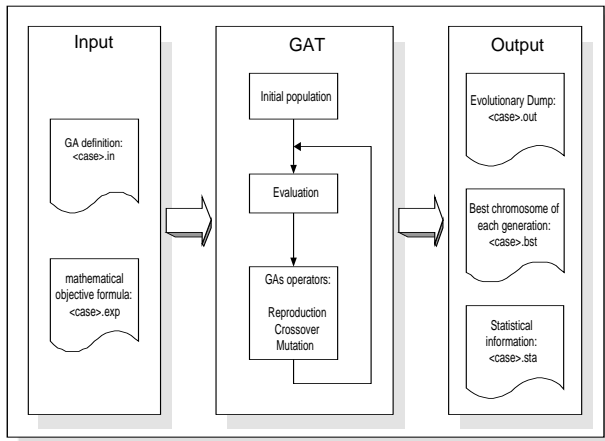 Input
GA definition:
<case>.in
mathematical
objective formula:
<case>.exp
GAT
Initial population
Evaluation
GAs operators:
Reproduction
Crossover
Mutation
Output
Evolutionary Dump:
<case>.out
Best chromosome of
each generation:
<case>.bst
Statistical
information:
<case>.sta